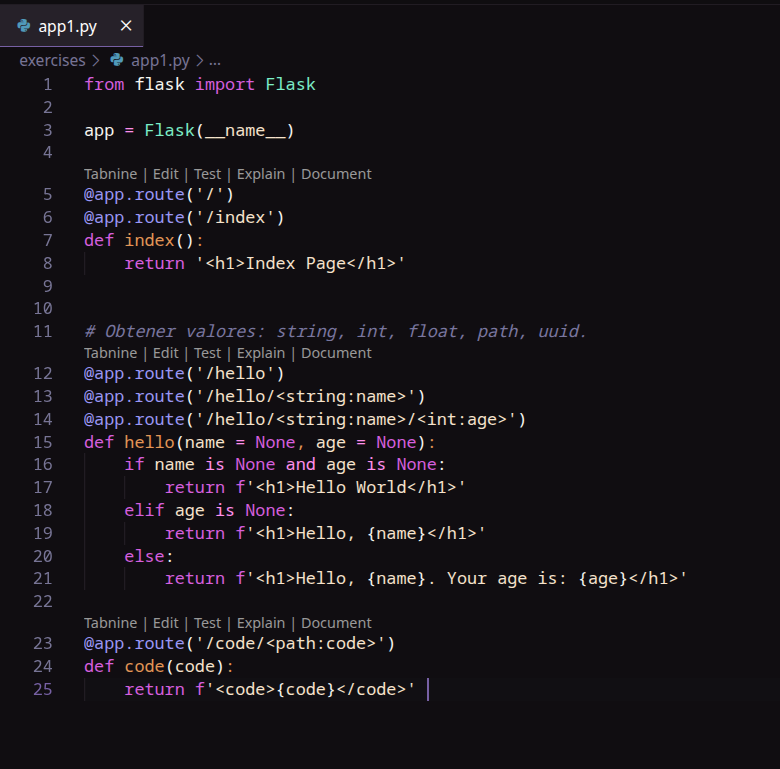 app1.py ×
exercises > app1.py > ...
1 from flask import Flask
2
3 app = Flask(__name__)
4
Tabnine | Edit | Test | Explain | Document
5 @app.route('/')
6 @app.route('/index')
7 def index():
8     return '<h1>Index Page</h1>'
9
10
11 # Obtener valores: string, int, float, path, uuid.
Tabnine | Edit | Test | Explain | Document
12 @app.route('/hello')
13 @app.route('/hello/<string:name>')
14 @app.route('/hello/<string:name>/<int:age>')
15 def hello(name = None, age = None):
16     if name is None and age is None:
17         return f'<h1>Hello World</h1>'
18     elif age is None:
19         return f'<h1>Hello, {name}</h1>'
20     else:
21         return f'<h1>Hello, {name}. Your age is: {age}</h1>'
22
Tabnine | Edit | Test | Explain | Document
23 @app.route('/code/<path:code>')
24 def code(code):
25     return f'<code>{code}</code>'